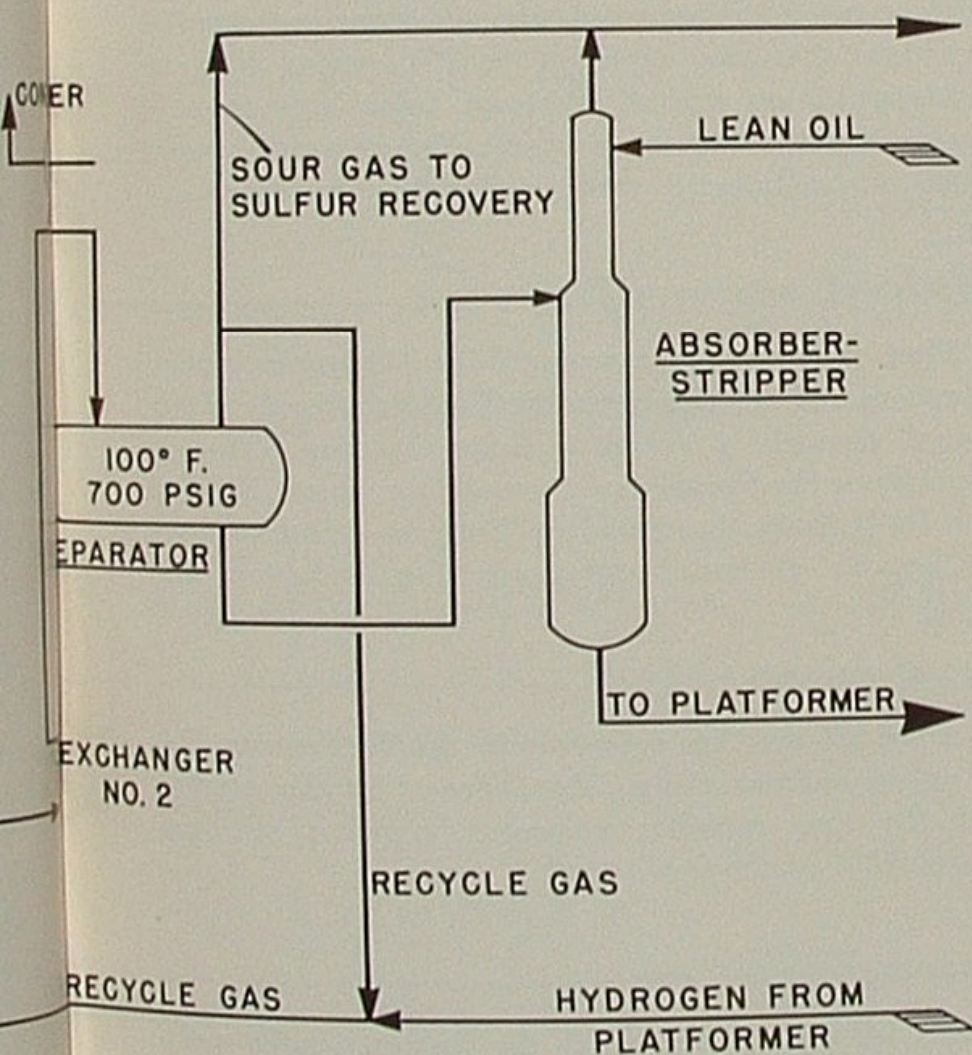 LEAN OIL
SOUR GAS TO
SULFUR RECOVERY
ABSORBER-
STRIPPER
100° F.
700 PSIG
EPARATOR
TO PLATFORMER
EXCHANGER
NO. 2
RECYCLE GAS
RECYCLE GAS
HYDROGEN FROM
PLATFORMER